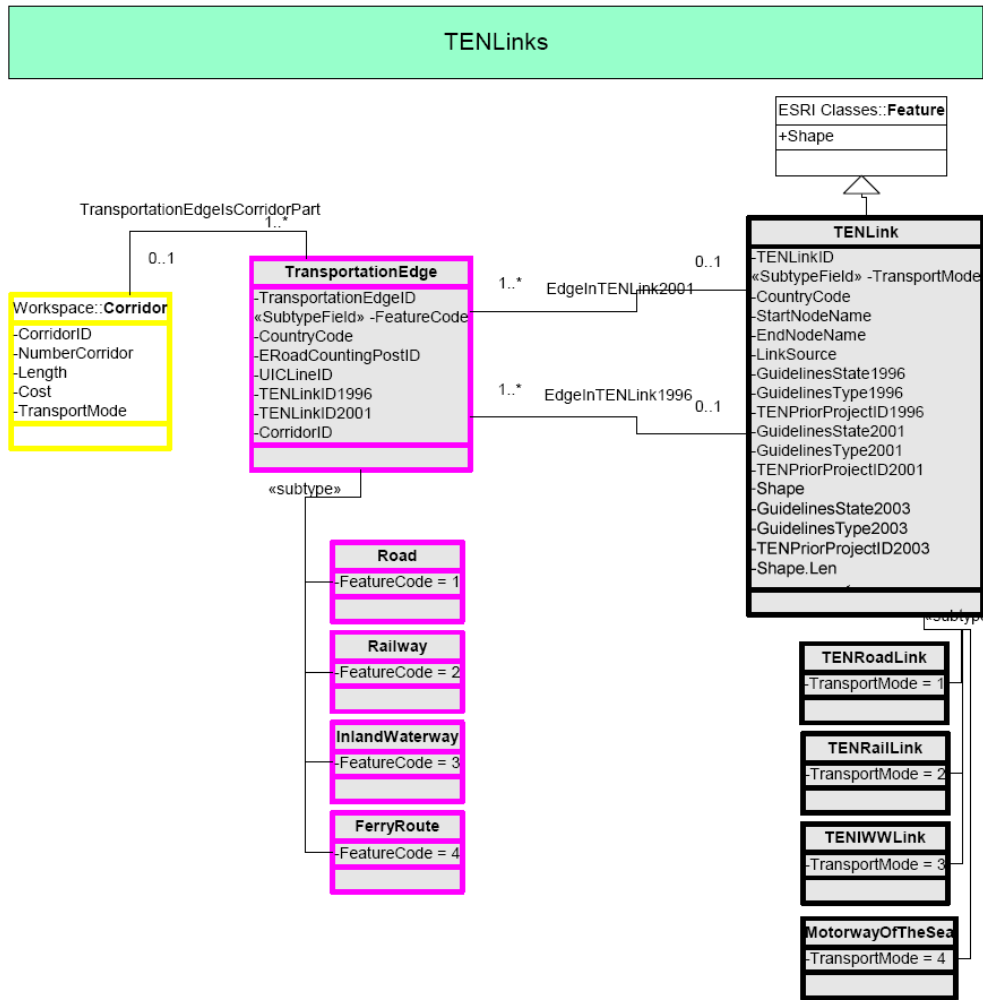 TENLinks
ESRI Classes::Feature
+Shape
TransportationEdgeIsCorridorPart
1..*
0..1
Workspace::Corridor
-CorridorID
-NumberCorridor
-Length
-Cost
-TransportMode
TransportationEdge
-TransportationEdgeID
«SubtypeField» -FeatureCode
-CountryCode
-ERoadCountingPostID
-UICLineID
-TENLinkID1996
-TENLinkID2001
-CorridorID
1..*
EdgeInTENLink2001
0..1
1..*
EdgeInTENLink1996
0..1
TENLink
-TENLinkID
«SubtypeField» -TransportMode
-CountryCode
-StartNodeName
-EndNodeName
-LinkSource
-GuidelinesState1996
-GuidelinesType1996
-TENPriorProjectID1996
-GuidelinesState2001
-GuidelinesType2001
-TENPriorProjectID2001
-Shape
-GuidelinesState2003
-GuidelinesType2003
-TENPriorProjectID2003
-Shape.Len
«subtype»
Road
-FeatureCode = 1
Railway
-FeatureCode = 2
InlandWaterway
-FeatureCode = 3
FerryRoute
-FeatureCode = 4
«subtype
TENRoadLink
-TransportMode = 1
TENRailLink
-TransportMode = 2
TENIWWLink
-TransportMode = 3
MotorwayOfTheSea
-TransportMode = 4